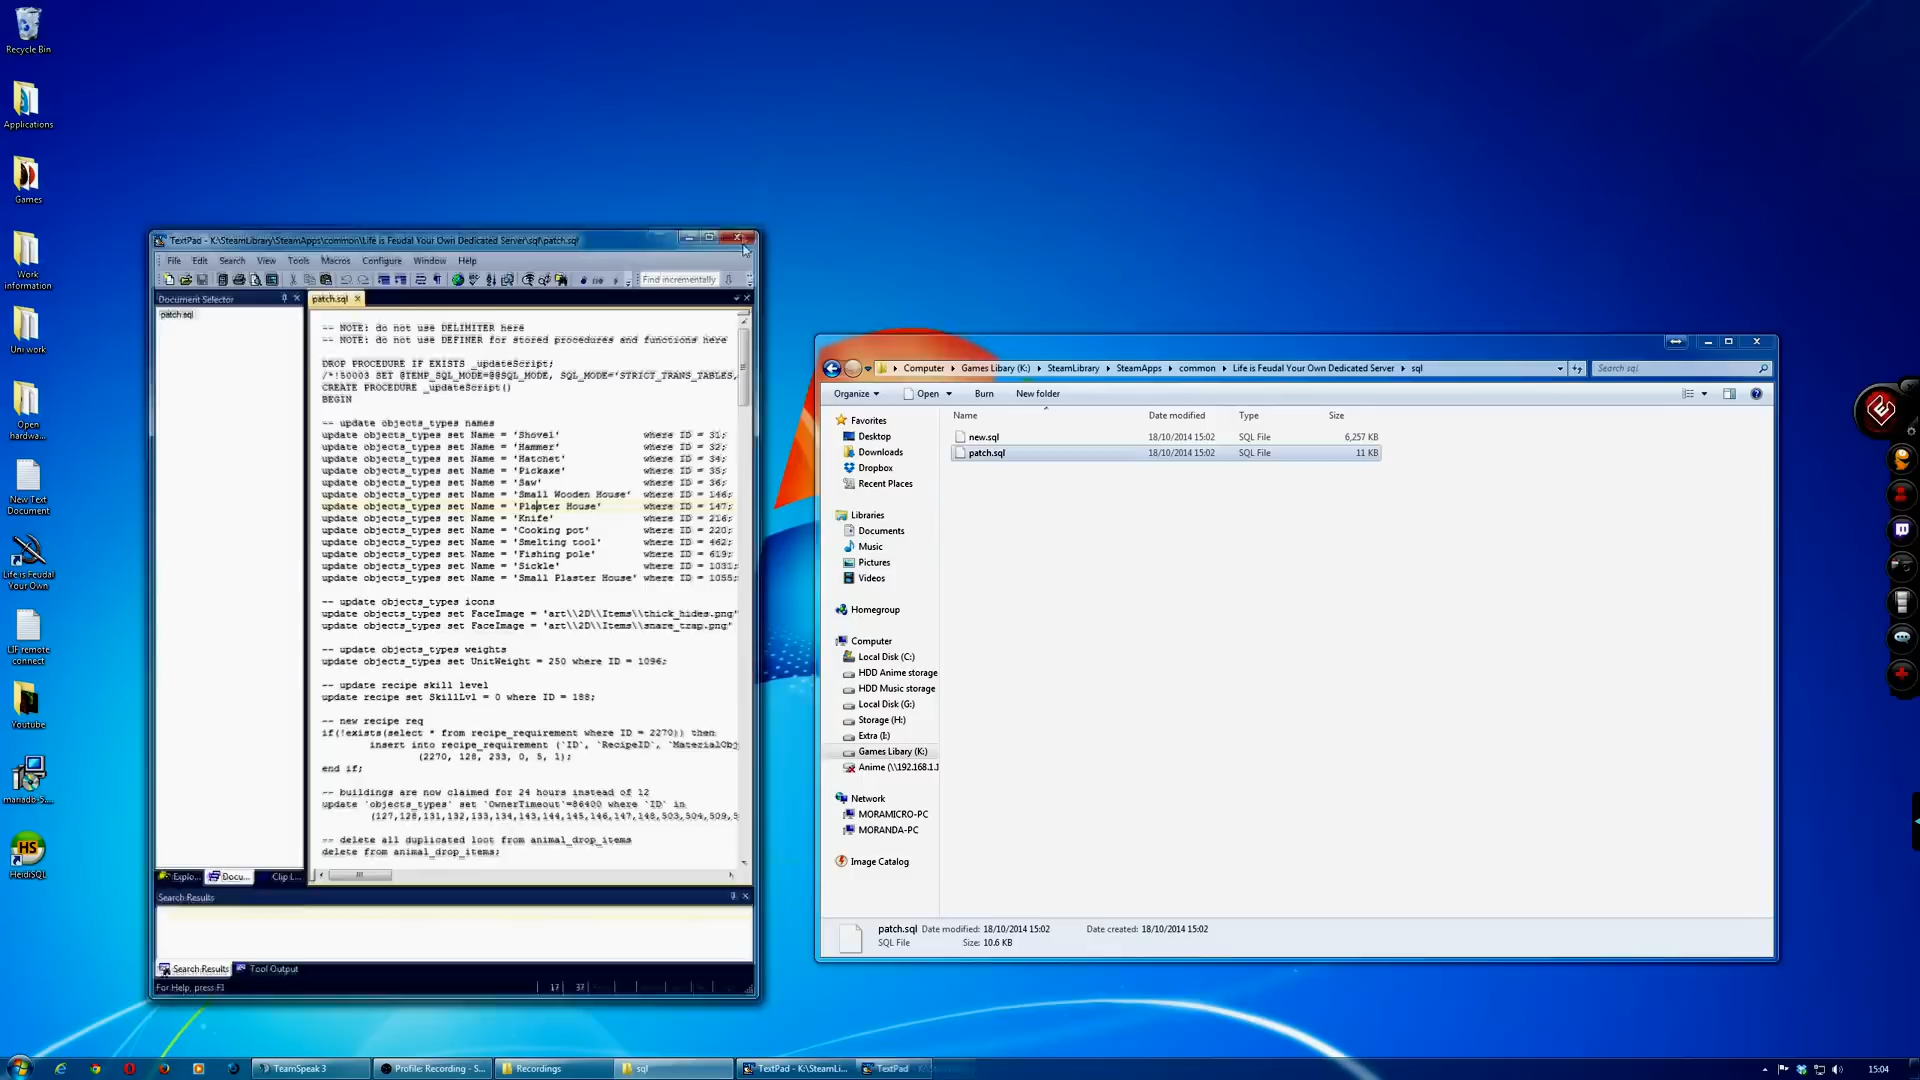 Recycle Bin
Applications
Games
Work
information
Uni work
Open
hardwa...
New Text
Document
Life is Feudal
Your Own
LIF remote
connect
Youtube
mariadb-5....
HS
HeidiSQL
TextPad - K:\SteamLibrary\SteamApps\common\Life is Feudal Your Own Dedicated Server\sql\patch.sql
File Edit Search View Tools Macros Configure Window Help
Find incrementally
Document Selector
patch.sql
patch.sql
-- NOTE: do not use DELIMITER here
-- NOTE: do not use DEFINER for stored procedures and functions here
DROP PROCEDURE IF EXISTS _updateScript;
/*!50003 SET @TEMP_SQL_MODE=@@SQL_MODE, SQL_MODE='STRICT_TRANS_TABLES,
CREATE PROCEDURE _updateScript()
BEGIN
-- update objects_types names
update objects_types set Name = 'Shovel' where ID = 31;
update objects_types set Name = 'Hammer' where ID = 32;
update objects_types set Name = 'Hatchet' where ID = 34;
update objects_types set Name = 'Pickaxe' where ID = 35;
update objects_types set Name = 'Saw' where ID = 36;
update objects_types set Name = 'Small Wooden House' where ID = 146;
update objects_types set Name = 'Plaster House' where ID = 147;
update objects_types set Name = 'Knife' where ID = 216;
update objects_types set Name = 'Cooking pot' where ID = 220;
update objects_types set Name = 'Smelting tool' where ID = 462;
update objects_types set Name = 'Fishing pole' where ID = 619;
update objects_types set Name = 'Sickle' where ID = 1031;
update objects_types set Name = 'Small Plaster House' where ID = 1055;
-- update objects_types icons
update objects_types set FaceImage = 'art\\2D\\Items\\thick_hides.png'
update objects_types set FaceImage = 'art\\2D\\Items\\snare_trap.png'
-- update objects_types weights
update objects_types set UnitWeight = 250 where ID = 1096;
-- update recipe skill level
update recipe set SkillLvl = 0 where ID = 188;
-- new recipe req
if(!exists(select * from recipe_requirement where ID = 2270)) then
insert into recipe_requirement (`ID`, `RecipeID`, `MaterialObj
(2270, 128, 233, 0, 5, 1);
end if;
-- buildings are now claimed for 24 hours instead of 12
update `objects_types` set `OwnerTimeout`=86400 where `ID` in
(127,128,131,132,133,134,143,144,145,146,147,148,503,504,509,5
-- delete all duplicated loot from animal_drop_items
delete from animal_drop_items;
Explo... Docu... Clip L...
Search Results
Search Results Tool Output
For Help, press F1 17 37
Computer Games Libary (K:) SteamLibrary SteamApps common Life is Feudal Your Own Dedicated Server sql
Search sql
Organize Open Burn New folder
Name Date modified Type Size
new.sql 18/10/2014 15:02 SQL File 6,257 KB
patch.sql 18/10/2014 15:02 SQL File 11 KB
Favorites
Desktop
Downloads
Dropbox
Recent Places
Libraries
Documents
Music
Pictures
Videos
Homegroup
Computer
Local Disk (C:)
HDD Anime storage
HDD Music storage
Local Disk (G:)
Storage (H:)
Extra (I:)
Games Libary (K:)
Anime (\\192.168.1.1
Network
MORAMICRO-PC
MORANDA-PC
Image Catalog
patch.sql Date modified: 18/10/2014 15:02 Date created: 18/10/2014 15:02
SQL File Size: 10.6 KB
TeamSpeak 3 Profile: Recording - S... Recordings sql TextPad - K:\SteamLi... TextPad
15:04